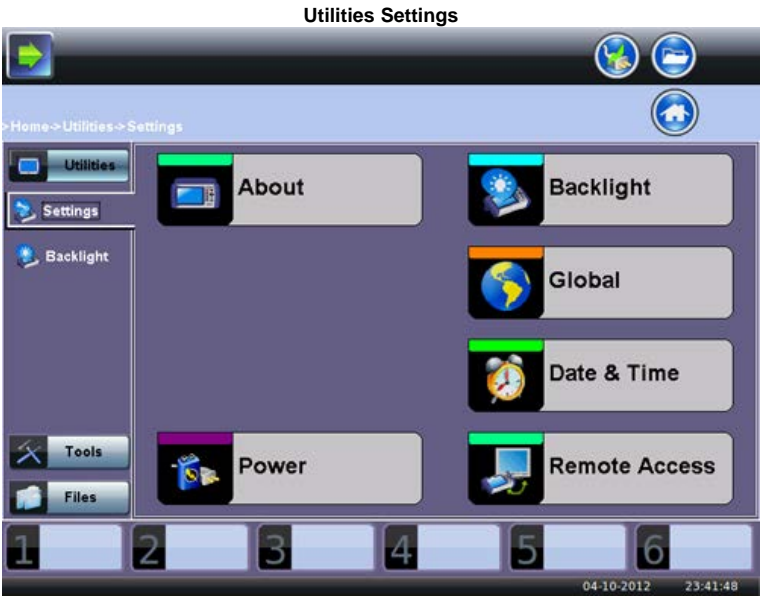 Utilities Settings
>Home->Utilities->Settings
Utilities
Settings
Backlight
Tools
Files
About
Backlight
Global
Date & Time
Power
Remote Access
1 2 3 4 5 6
04-10-2012 23:41:48